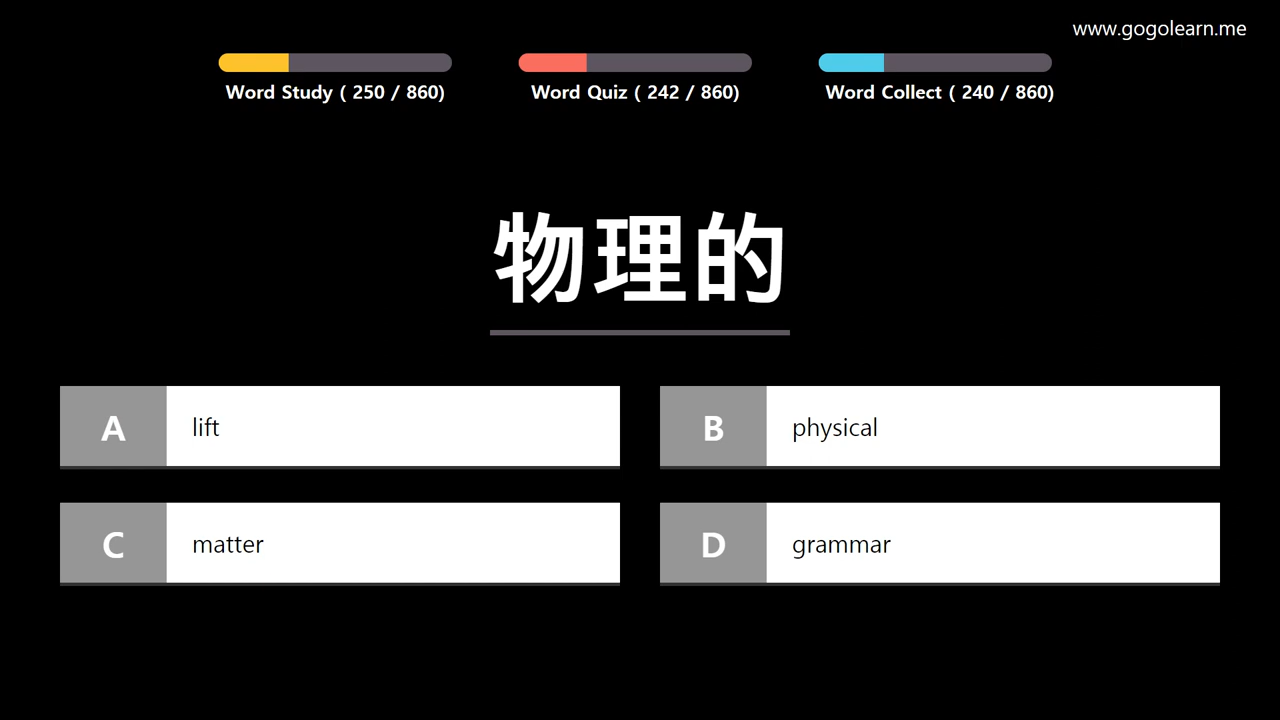 www.gogolearn.me
Word Study ( 250 / 860)
Word Quiz ( 242 / 860)
Word Collect ( 240 / 860)
物理的
A lift
B physical
C matter
D grammar